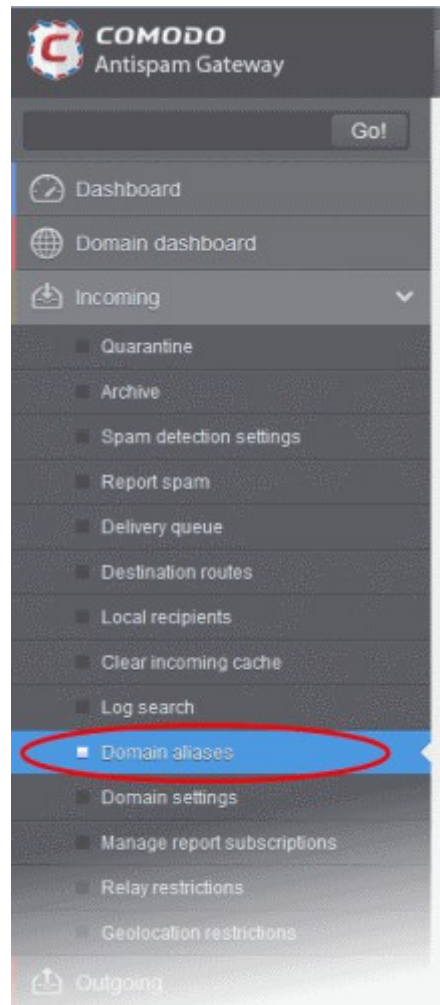 COMODO
Antispam Gateway
Go!
Dashboard
Domain dashboard
Incoming
Quarantine
Archive
Spam detection settings
Report spam
Delivery queue
Destination routes
Local recipients
Clear incoming cache
Log search
Domain aliases
Domain settings
Manage report subscriptions
Relay restrictions
Geolocation restrictions
Outgoing